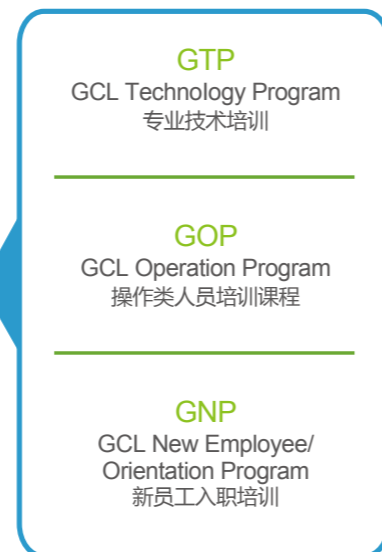 GTP
GCL Technology Program
专业技术培训
GOP
GCL Operation Program
操作类人员培训课程
GNP
GCL New Employee/
Orientation Program
新员工入职培训